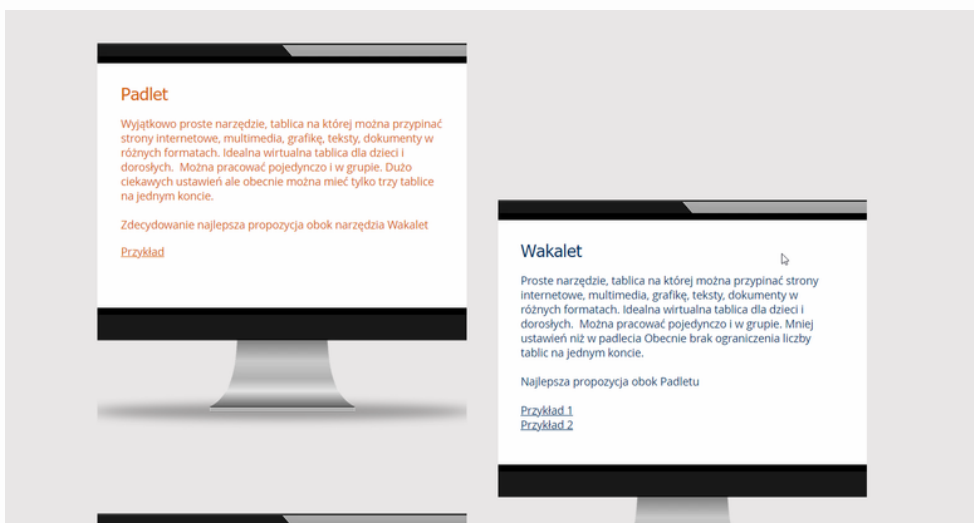 Padlet
Wyjątkowo proste narzędzie, tablica na której można przypinać
strony internetowe, multimedia, grafikę, teksty, dokumenty w
różnych formatach. Idealna wirtualna tablica dla dzieci i
dorosłych.  Można pracować pojedynczo i w grupie. Dużo
ciekawych ustawień ale obecnie można mieć tylko trzy tablice
na jednym koncie.
Zdecydowanie najlepsza propozycja obok narzędzia Wakalet
Przykład
Wakalet
Proste narzędzie, tablica na której można przypinać strony
internetowe, multimedia, grafikę, teksty, dokumenty w
różnych formatach. Idealna wirtualna tablica dla dzieci i
dorosłych.  Można pracować pojedynczo i w grupie. Mniej
ustawień niż w padlecia Obecnie brak ograniczenia liczby
tablic na jednym koncie.
Najlepsza propozycja obok Padletu
Przykład 1
Przykład 2